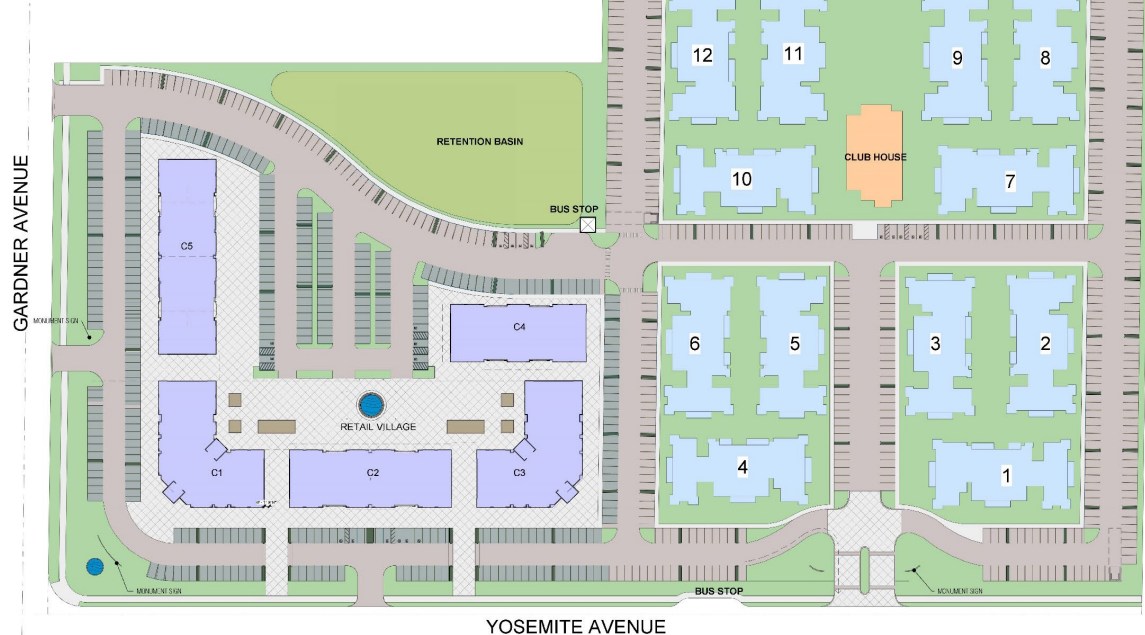 12
11
9
8
RETENTION BASIN
CLUB HOUSE
10
7
BUS STOP
GARDNER AVENUE
C5
MONUMENT SIGN
C4
6
5
3
2
RETAIL VILLAGE
C1
C2
C3
4
1
MONUMENT SIGN
BUS STOP
MONUMENT SIGN
YOSEMITE AVENUE